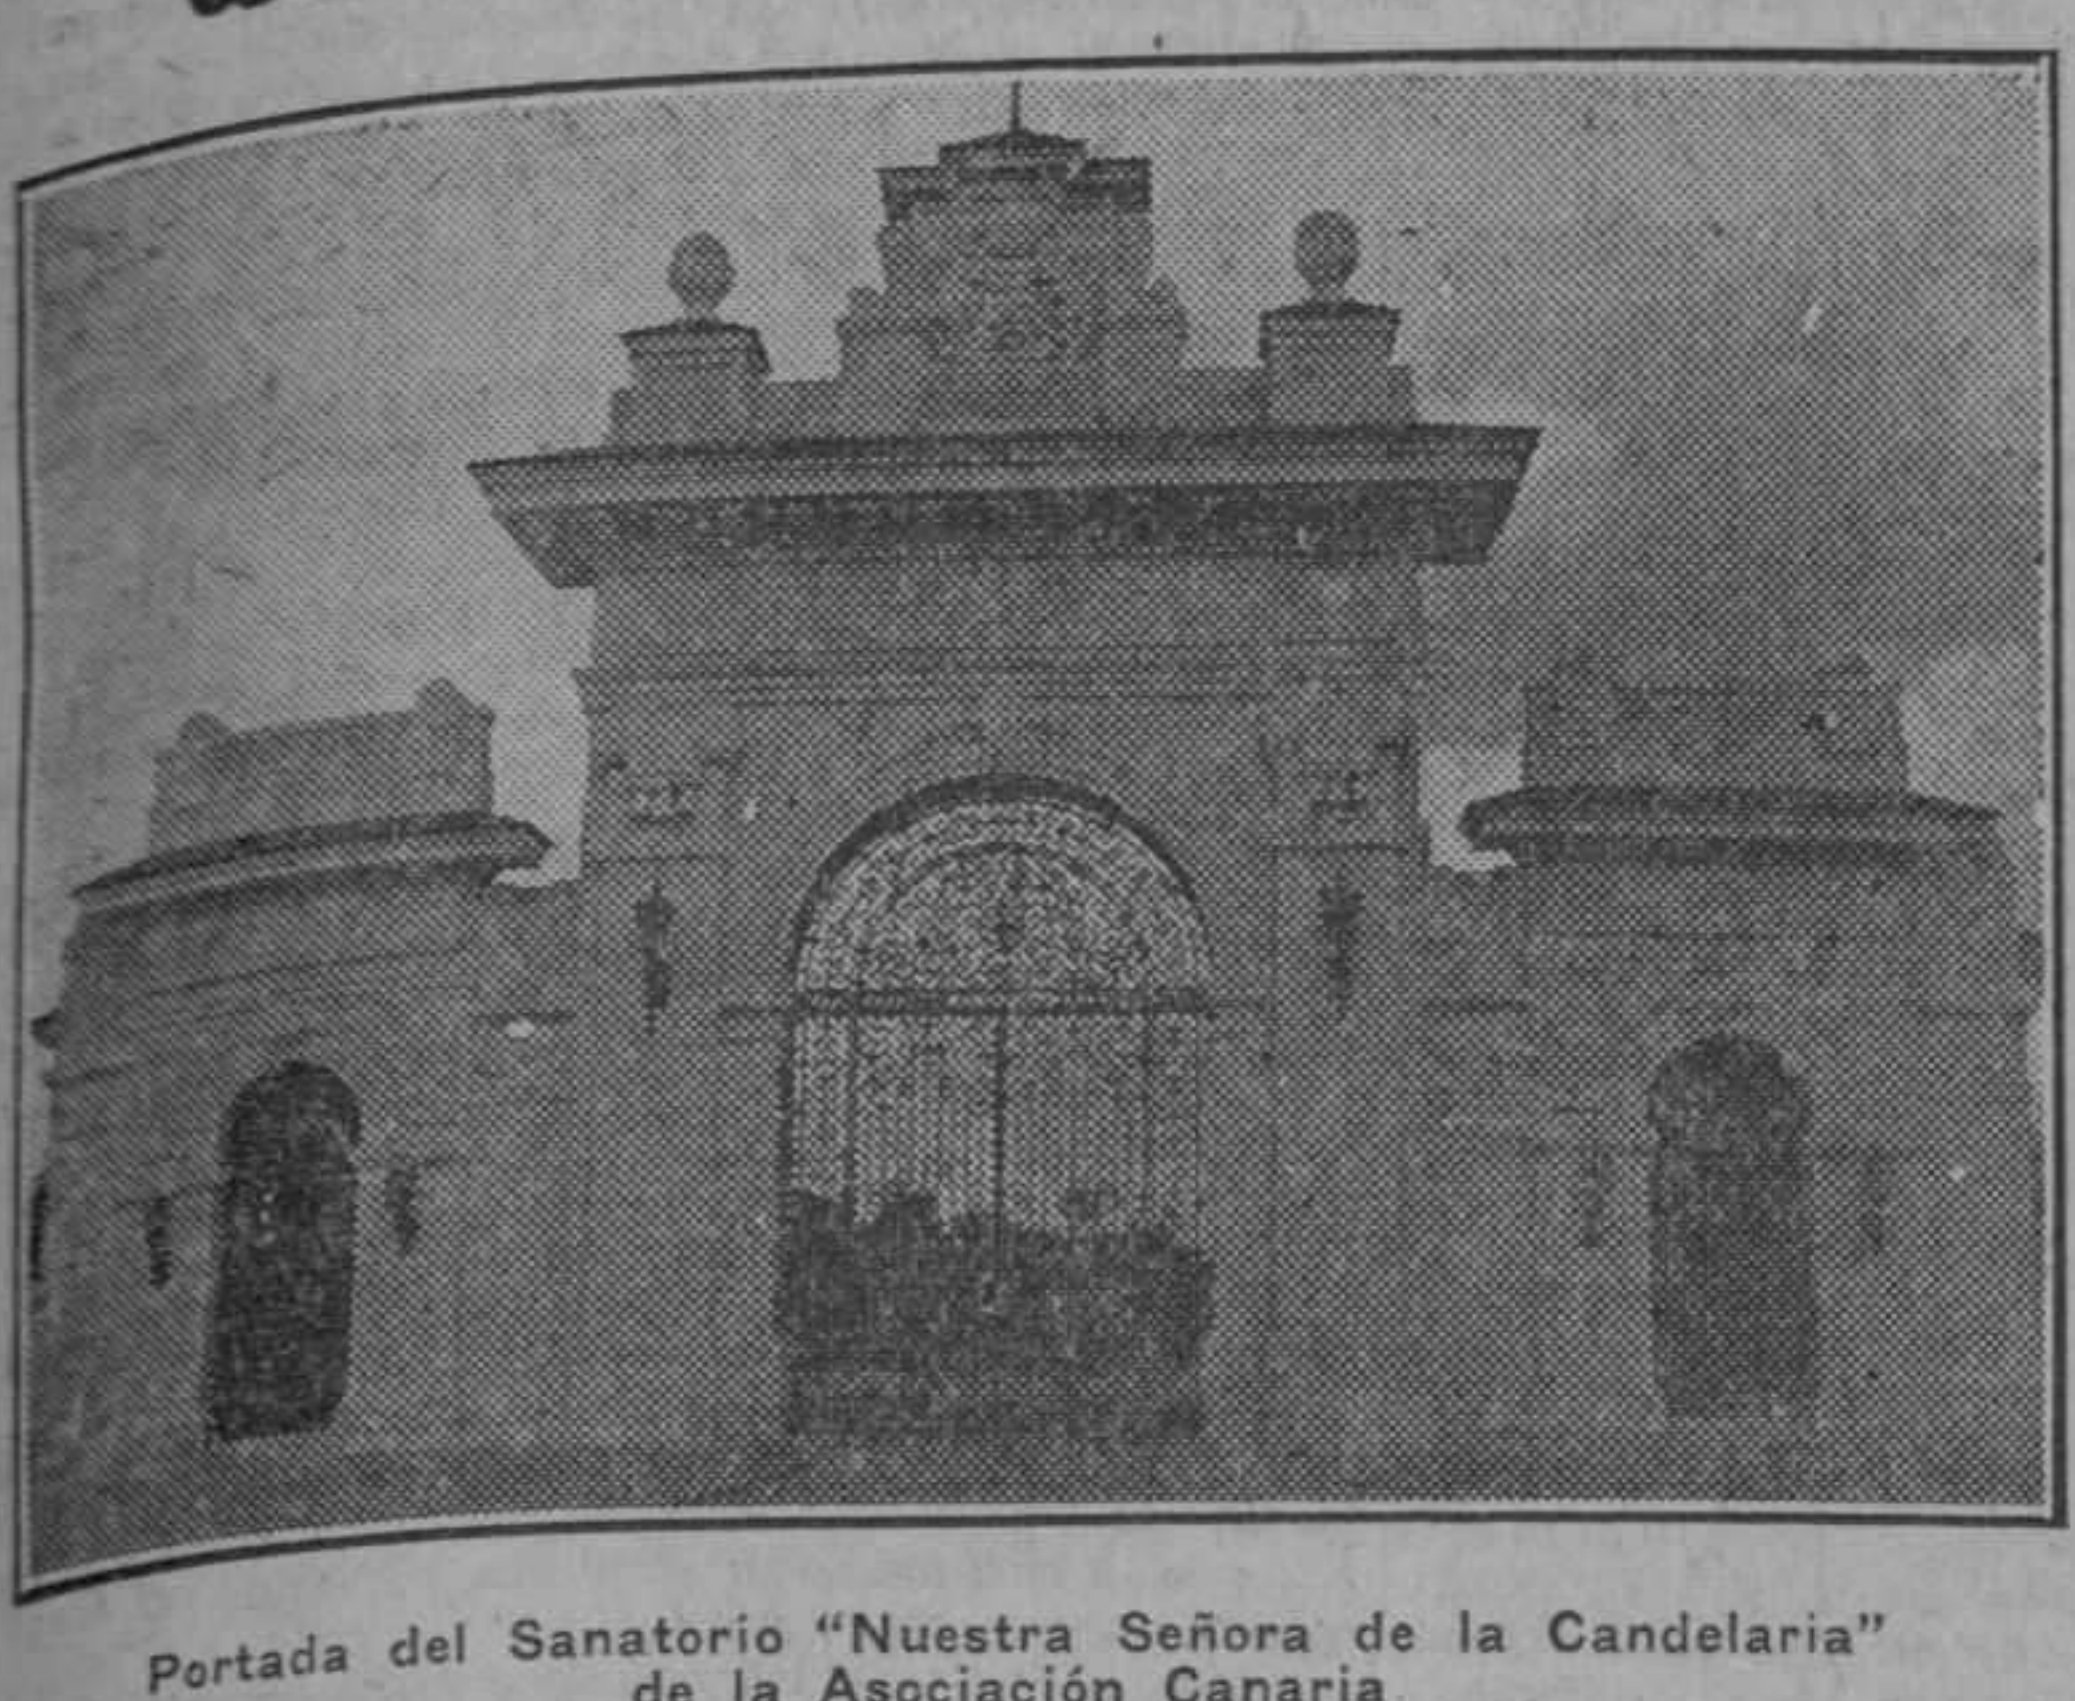 Portada del Sanatorio “Nuestra Señora de la Candelaria”
de la Asociación Canaria.